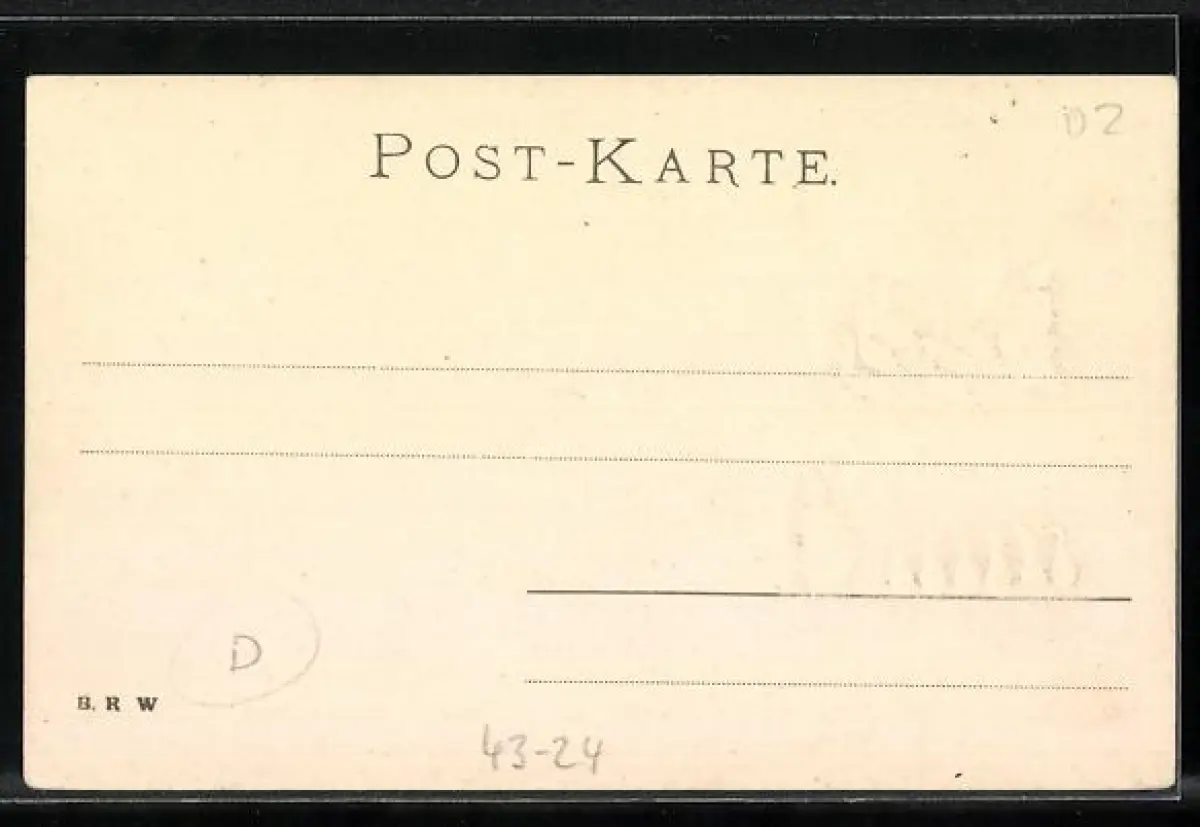 POST-KARTE.
D2
D
B. R W
43-24